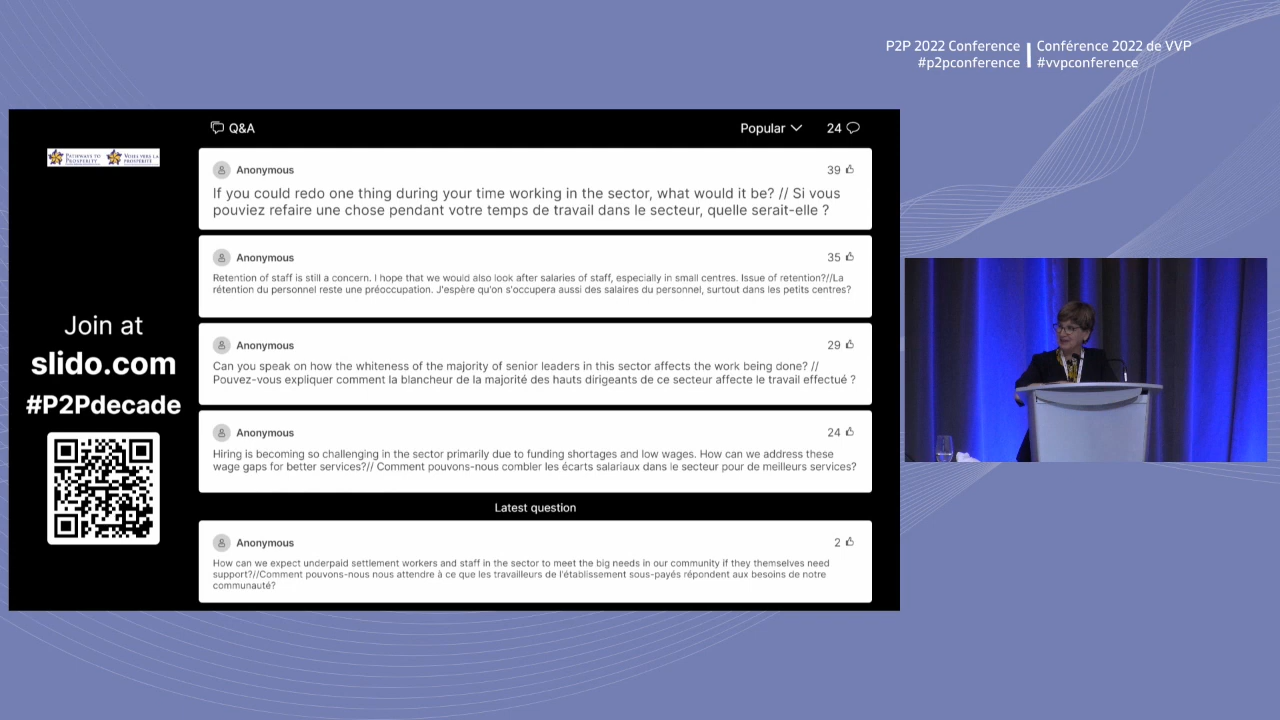 P2P 2022 Conference
#p2pconference
Conférence 2022 de VVP
#vvpconference
PATHWAYS TO
PROSPERITY
VOIES VERS LA
PROSPÉRITÉ
Join at
slido.com
#P2Pdecade
Q&A
Popular
24
Anonymous
39
If you could redo one thing during your time working in the sector, what would it be? // Si vous
pouviez refaire une chose pendant votre temps de travail dans le secteur, quelle serait-elle ?
Anonymous
35
Retention of staff is still a concern. I hope that we would also look after salaries of staff, especially in small centres. Issue of retention?//La
rétention du personnel reste une préoccupation. J'espère qu'on s'occupera aussi des salaires du personnel, surtout dans les petits centres?
Anonymous
29
Can you speak on how the whiteness of the majority of senior leaders in this sector affects the work being done? //
Pouvez-vous expliquer comment la blancheur de la majorité des hauts dirigeants de ce secteur affecte le travail effectué ?
Anonymous
24
Hiring is becoming so challenging in the sector primarily due to funding shortages and low wages. How can we address these
wage gaps for better services?// Comment pouvons-nous combler les écarts salariaux dans le secteur pour de meilleurs services?
Latest question
Anonymous
2
How can we expect underpaid settlement workers and staff in the sector to meet the big needs in our community if they themselves need
support?//Comment pouvons-nous nous attendre à ce que les travailleurs de l'établissement sous-payés répondent aux besoins de notre
communauté?